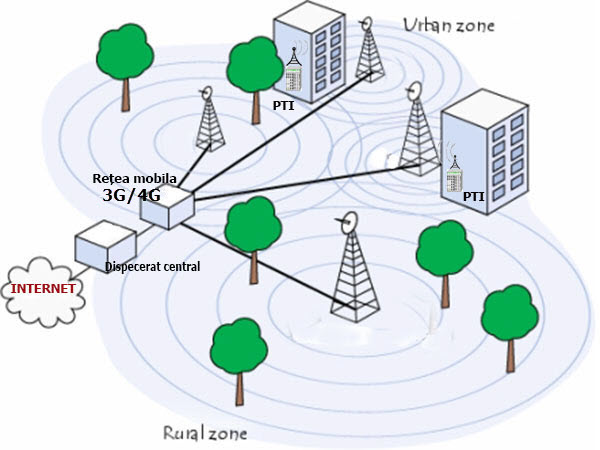 Urban zone
PTI
PTI
Rețea mobila
3G/4G
Dispecerat central
INTERNET
Rural zone